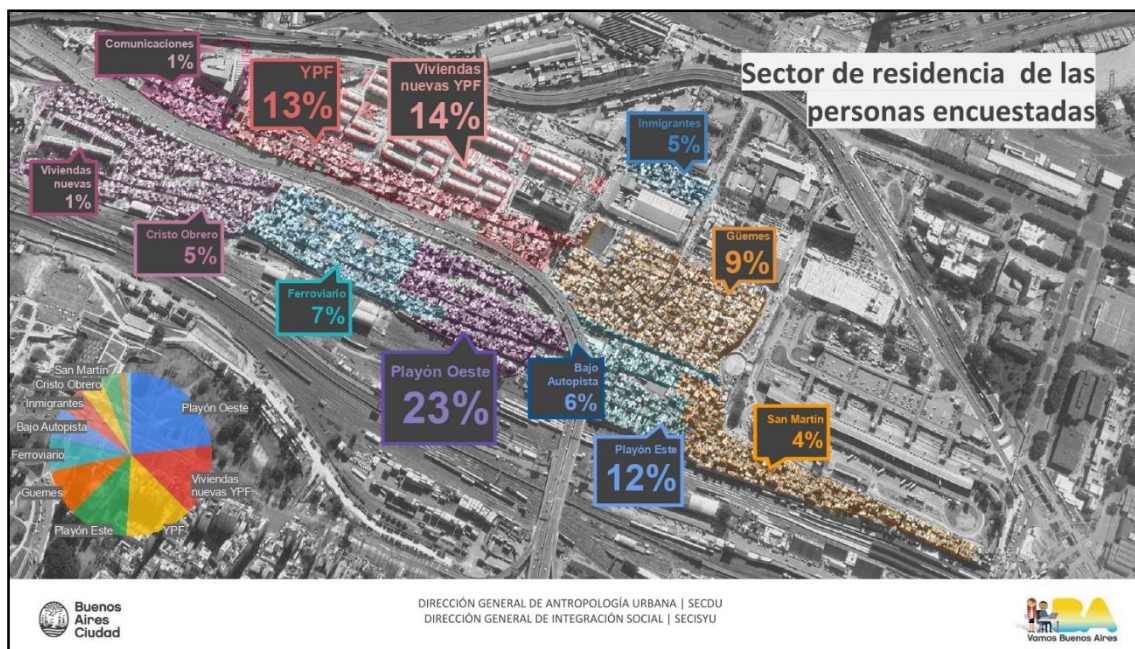 Sector de residencia de las
personas encuestadas
Comunicaciones
1%
YPF
13%
Viviendas
nuevas YPF
14%
Inmigrantes
5%
Viviendas
nuevas
1%
Cristo Obrero
5%
Güemes
9%
Ferroviario
7%
Playón Oeste
23%
Bajo
Autopista
6%
San Martín
4%
Playón Este
12%
San Martín
Cristo Obrero
Inmigrantes
Bajo Autopista
Ferroviario
Guemes
Playón Este
YPF
Viviendas
nuevas YPF
Playón Oeste
Buenos
Aires
Ciudad
DIRECCIÓN GENERAL DE ANTROPOLOGÍA URBANA | SECDU
DIRECCIÓN GENERAL DE INTEGRACIÓN SOCIAL | SECISYU
BA
Vamos Buenos Aires